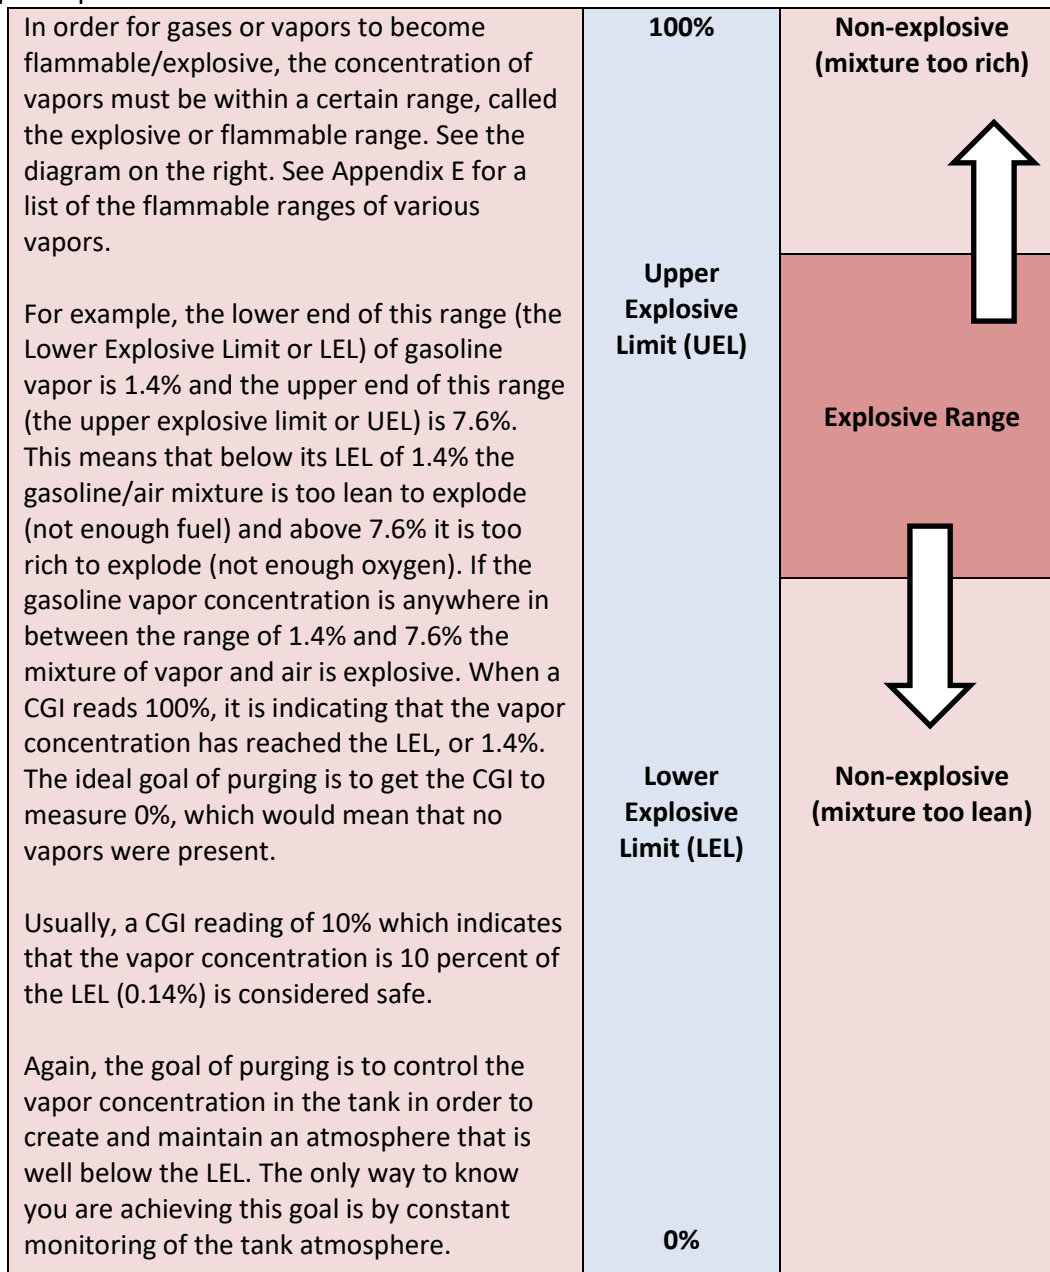 In order for gases or vapors to become
flammable/explosive, the concentration of
vapors must be within a certain range, called
the explosive or flammable range. See the
diagram on the right. See Appendix E for a
list of the flammable ranges of various
vapors.
For example, the lower end of this range (the
Lower Explosive Limit or LEL) of gasoline
vapor is 1.4% and the upper end of this range
(the upper explosive limit or UEL) is 7.6%.
This means that below its LEL of 1.4% the
gasoline/air mixture is too lean to explode
(not enough fuel) and above 7.6% it is too
rich to explode (not enough oxygen). If the
gasoline vapor concentration is anywhere in
between the range of 1.4% and 7.6% the
mixture of vapor and air is explosive. When a
CGI reads 100%, it is indicating that the vapor
concentration has reached the LEL, or 1.4%.
The ideal goal of purging is to get the CGI to
measure 0%, which would mean that no
vapors were present.
Usually, a CGI reading of 10% which indicates
that the vapor concentration is 10 percent of
the LEL (0.14%) is considered safe.
Again, the goal of purging is to control the
vapor concentration in the tank in order to
create and maintain an atmosphere that is
well below the LEL. The only way to know
you are achieving this goal is by constant
monitoring of the tank atmosphere.
100%
Upper
Explosive
Limit (UEL)
Lower
Explosive
Limit (LEL)
0%
Non-explosive
(mixture too rich)
Explosive Range
Non-explosive
(mixture too lean)